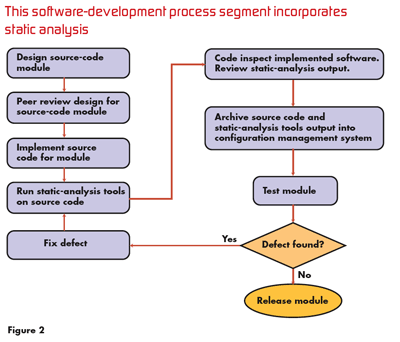 This software-development process segment incorporates
static analysis
Design source-code
module
Peer review design for
source-code module
Implement source
code for module
Run static-analysis tools
on source code
Fix defect
Code inspect implemented software.
Review static-analysis output.
Archive source code and
static-analysis tools output into
configuration management system
Test module
Defect found?
Yes
No
Release module
Figure 2